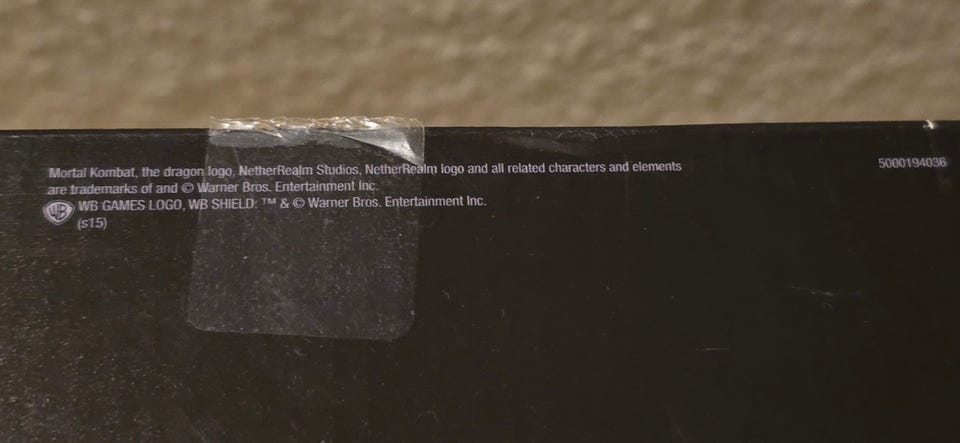 Mortal Kombat, the dragon logo, NetherRealm Studios, NetherRealm logo and all related characters and elements
are trademarks of and © Warner Bros. Entertainment Inc.
WB WB GAMES LOGO, WB SHIELD: ™ & © Warner Bros. Entertainment Inc.
(s15)
5000194036